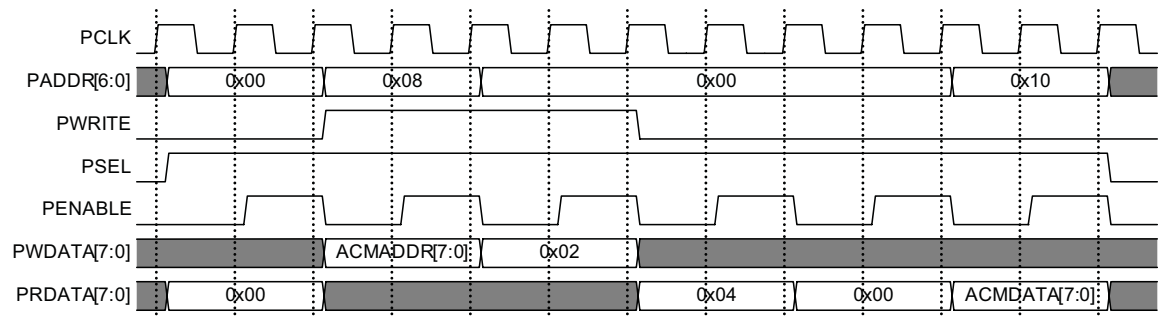 PCLK
PADDR[6:0] 0x00 0x08 0x00 0x10
PWRITE
PSEL
PENABLE
PWDATA[7:0] ACMADDR[7:0] 0x02
PRDATA[7:0] 0x00 0x04 0x00 ACMDATA[7:0]